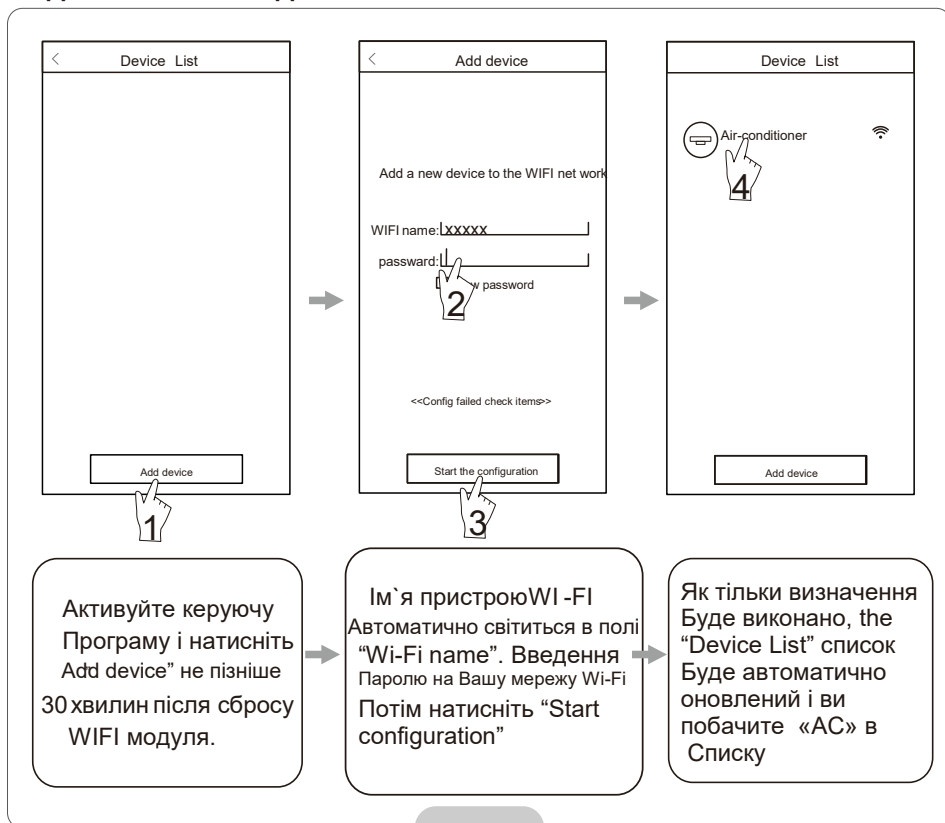 Device List
Add device
1
Add device
Add a new device to the WIFI net work
WIFI name: xxxxx
passward:
w password
2
<<Config failed check items>>
Start the configuration
3
Device List
Air-conditioner
4
Add device
Активуйте керуючу
Програму і натисніть
Add device” не пізніше
30 хвилин після сбросу
WIFI модуля.
Ім`я пристроюWI -FI
Автоматично світиться в полі
“Wi-Fi name”. Введення
Паролю на Вашу мережу Wi-Fi
Потім натисніть “Start
configuration”
Як тільки визначення
Буде виконано, the
“Device List” список
Буде автоматично
оновлений і ви
побачите «АС» в
Списку